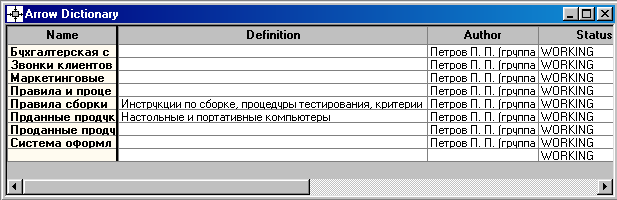 Arrow Dictionary
Name Definition Author Status
Бухгалтерская с Петров П. П. (группа WORKING
Звонки клиентов Петров П. П. (группа WORKING
Маркетинговые Петров П. П. (группа WORKING
Правила и проце Петров П. П. (группа WORKING
Правила сборки Инструкции по сборке, процедуры тестирования, критерии Петров П. П. (группа WORKING
Прданные продук Настольные и портативные компьютеры Петров П. П. (группа WORKING
Проданные проду Петров П. П. (группа WORKING
Система оформл Петров П. П. (группа WORKING
WORKING